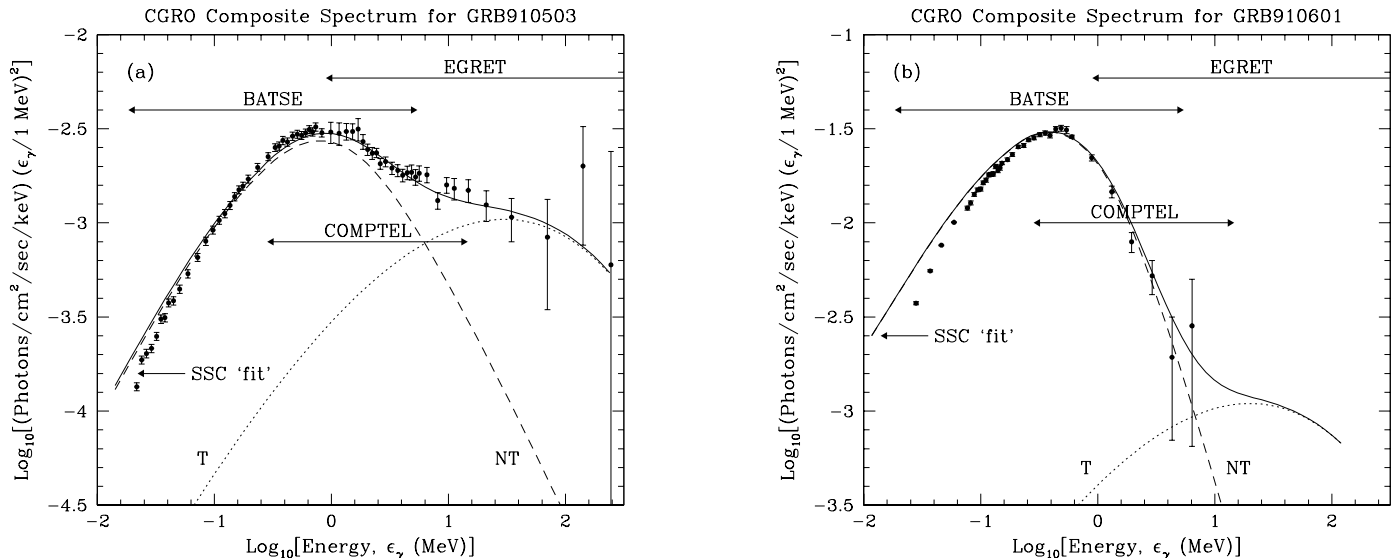 CGRO Composite Spectrum for GRB910503
(a)
EGRET
BATSE
COMPTEL
SSC ‘fit’
T
NT
-2
-2.5
-3
-3.5
-4
-4.5
-2
-1
0
1
2
Log₁₀[(Photons/cm²/sec/keV) (ϵᵧ/1 MeV)²]
Log₁₀[Energy, ϵᵧ (MeV)]
CGRO Composite Spectrum for GRB910601
(b)
EGRET
BATSE
COMPTEL
SSC ‘fit’
T
NT
-1
-1.5
-2
-2.5
-3
-3.5
-2
-1
0
1
2
Log₁₀[(Photons/cm²/sec/keV) (ϵᵧ/1 MeV)²]
Log₁₀[Energy, ϵᵧ (MeV)]